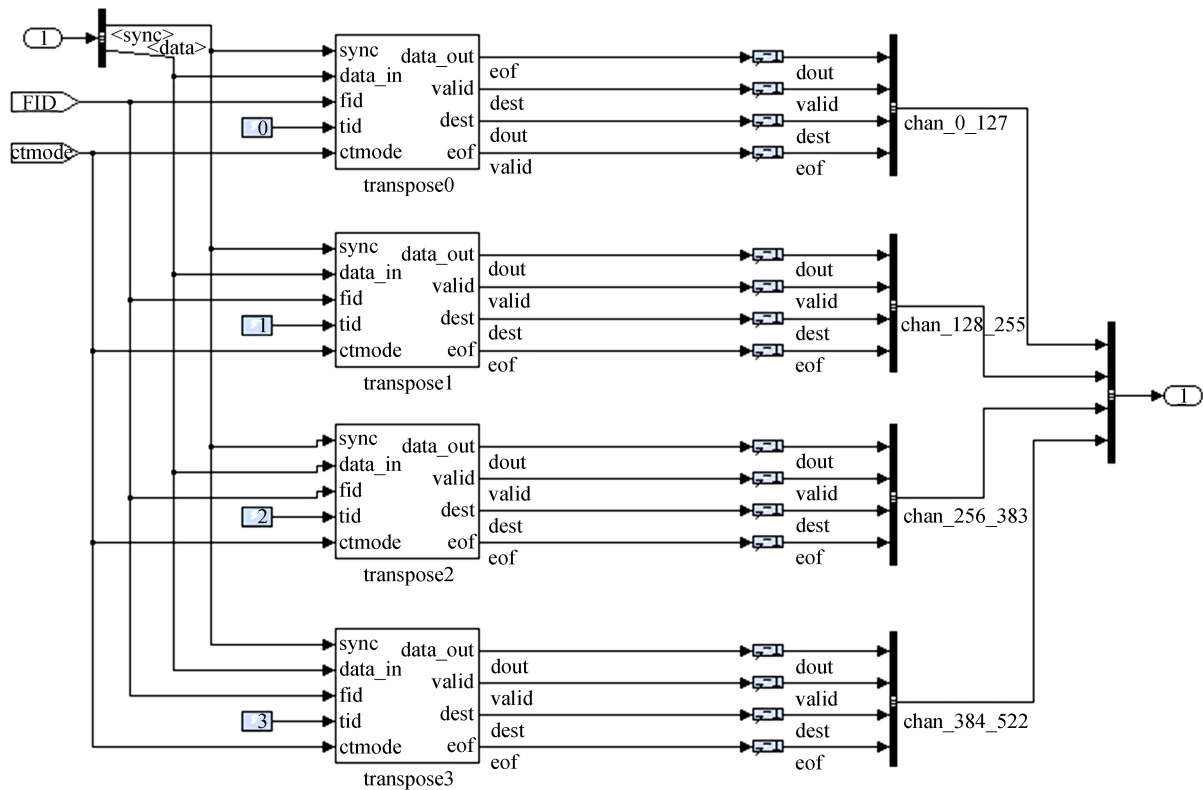 1
<sync>
<data>
FID
ctmode
sync
data_in
fid
0
tid
ctmode
data_out
valid
dest
eof
transpose0
eof
dest
dout
valid
dout
valid
dest
eof
chan_0_127
sync
data_in
fid
1
tid
ctmode
data_out
valid
dest
eof
transpose1
dout
valid
dest
eof
dout
valid
dest
eof
chan_128_255
1
sync
data_in
fid
2
tid
ctmode
data_out
valid
dest
eof
transpose2
dout
valid
dest
eof
dout
valid
dest
eof
chan_256_383
sync
data_in
fid
3
tid
ctmode
data_out
valid
dest
eof
transpose3
dout
valid
dest
eof
dout
valid
dest
eof
chan_384_522